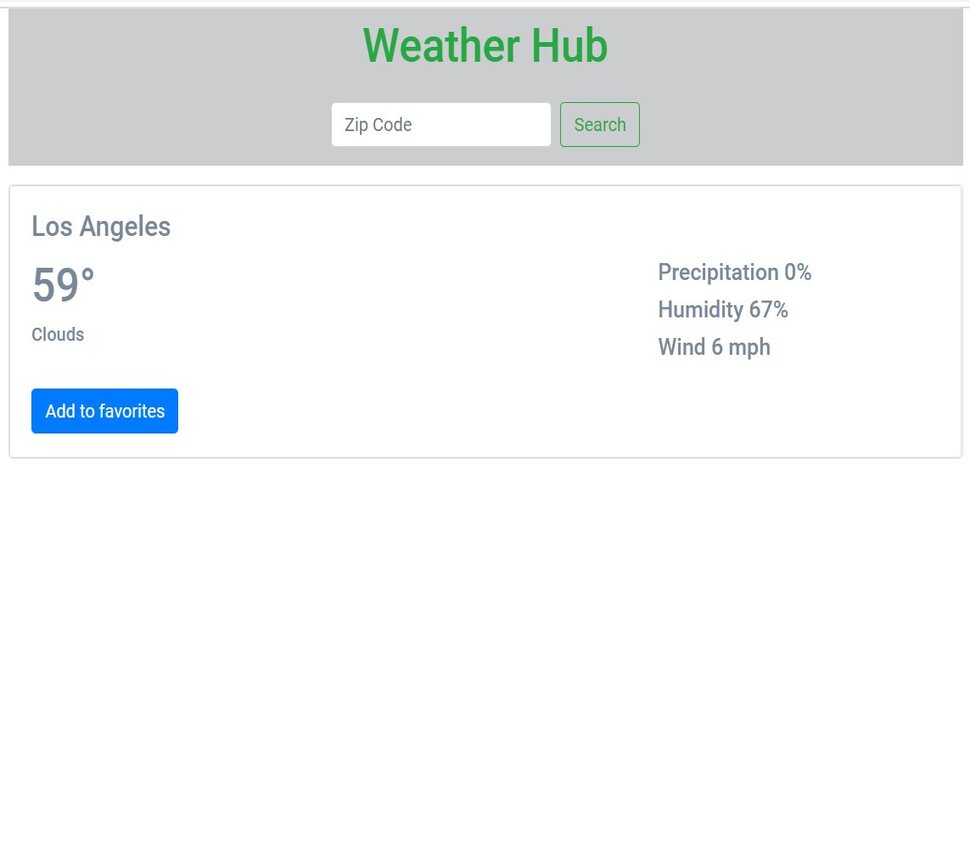 Weather Hub
Zip Code
Search
Los Angeles
59°
Clouds
Precipitation 0%
Humidity 67%
Wind 6 mph
Add to favorites